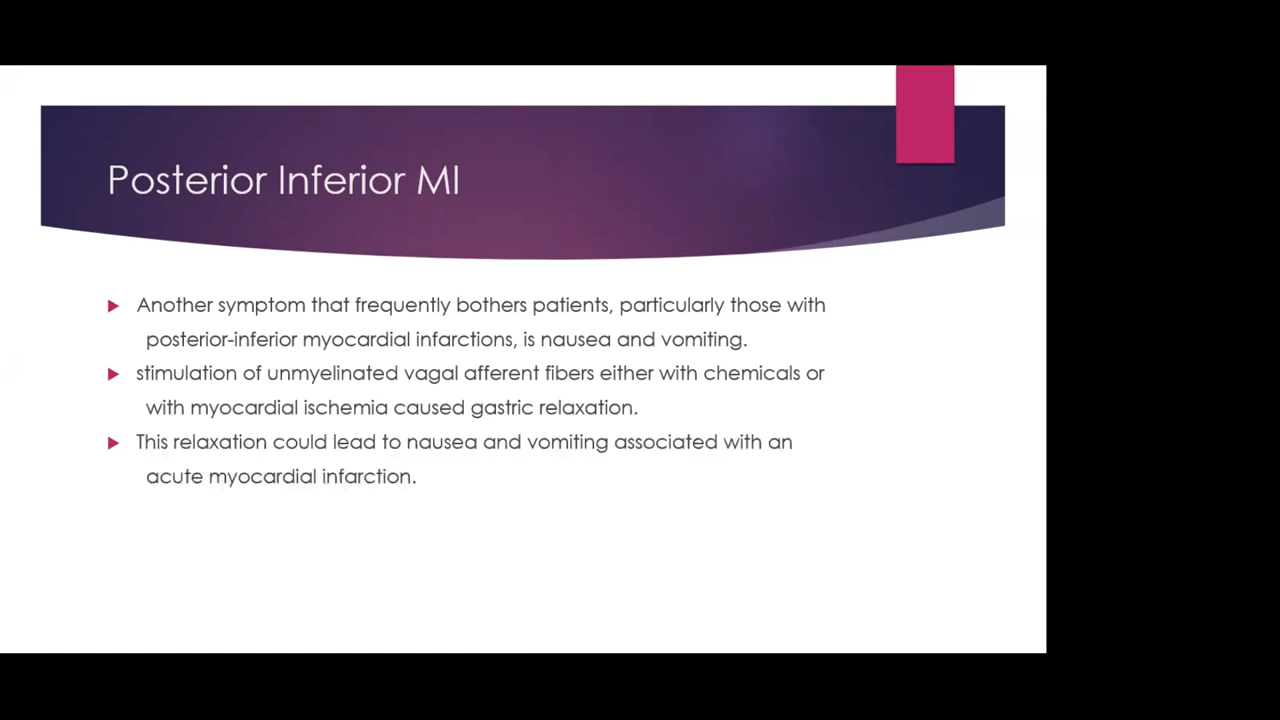 Posterior Inferior MI
Another symptom that frequently bothers patients, particularly those with
posterior-inferior myocardial infarctions, is nausea and vomiting.
stimulation of unmyelinated vagal afferent fibers either with chemicals or
with myocardial ischemia caused gastric relaxation.
This relaxation could lead to nausea and vomiting associated with an
acute myocardial infarction.